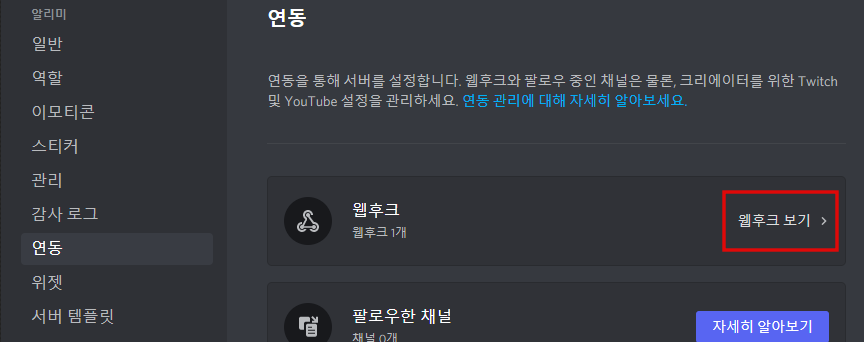 알리미
일반
역할
이모티콘
스티커
관리
감사 로그
연동
위젯
서버 템플릿
연동
연동을 통해 서버를 설정합니다. 웹후크와 팔로우 중인 채널은 물론, 크리에이터를 위한 Twitch
및 YouTube 설정을 관리하세요. 연동 관리에 대해 자세히 알아보세요.
웹후크
웹후크 1개
웹후크 보기
팔로우한 채널
채널 0개
자세히 알아보기